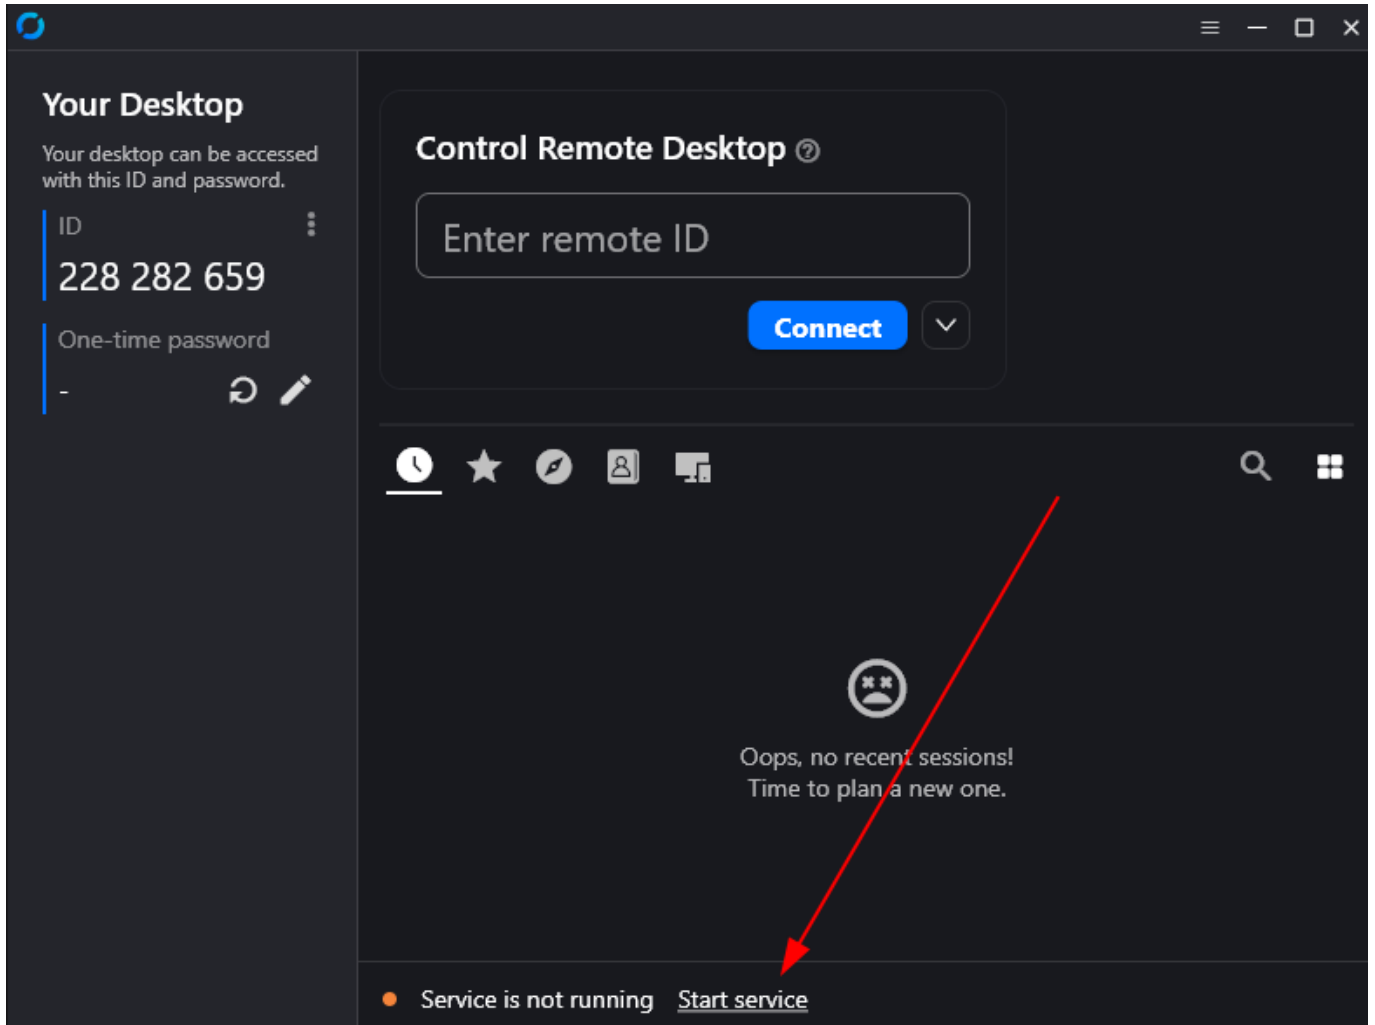 Your Desktop
Your desktop can be accessed
with this ID and password.
ID
228 282 659
One-time password
-
Control Remote Desktop
Enter remote ID
Connect
Oops, no recent sessions!
Time to plan a new one.
Service is not running Start service